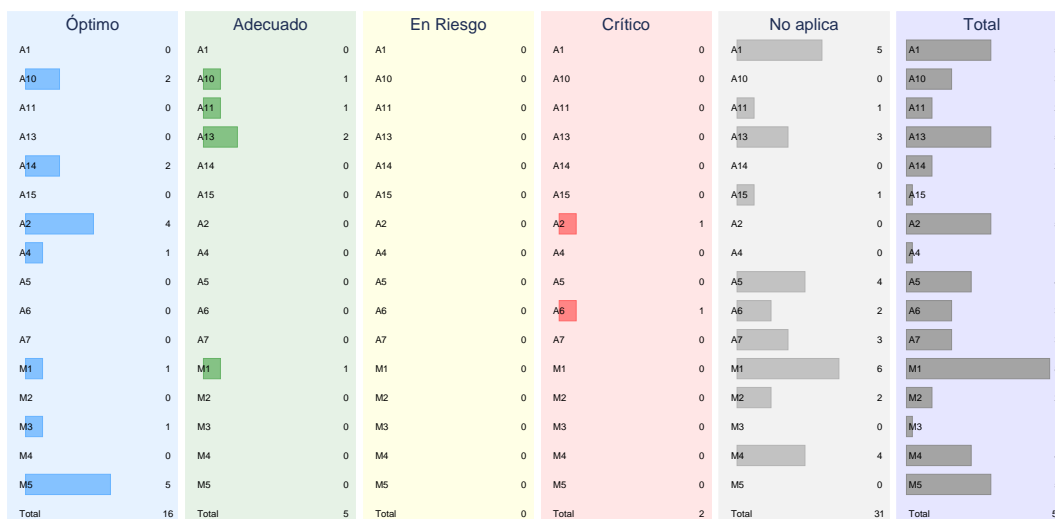 Óptimo
A1 0
A10 2
A11 0
A13 0
A14 2
A15 0
A2 4
A4 1
A5 0
A6 0
A7 0
M1 1
M2 0
M3 1
M4 0
M5 5
Total 16
Adecuado
A1 0
A10 1
A11 1
A13 2
A14 0
A15 0
A2 0
A4 0
A5 0
A6 0
A7 0
M1 1
M2 0
M3 0
M4 0
M5 0
Total 5
En Riesgo
A1 0
A10 0
A11 0
A13 0
A14 0
A15 0
A2 0
A4 0
A5 0
A6 0
A7 0
M1 0
M2 0
M3 0
M4 0
M5 0
Total 0
Crítico
A1 0
A10 0
A11 0
A13 0
A14 0
A15 0
A2 1
A4 0
A5 0
A6 1
A7 0
M1 0
M2 0
M3 0
M4 0
M5 0
Total 2
No aplica
A1 5
A10 0
A11 1
A13 3
A14 0
A15 1
A2 0
A4 0
A5 4
A6 2
A7 3
M1 6
M2 2
M3 0
M4 4
M5 0
Total 31
Total
A1
A10
A11
A13
A14
A15
A2
A4
A5
A6
A7
M1
M2
M3
M4
M5
Total